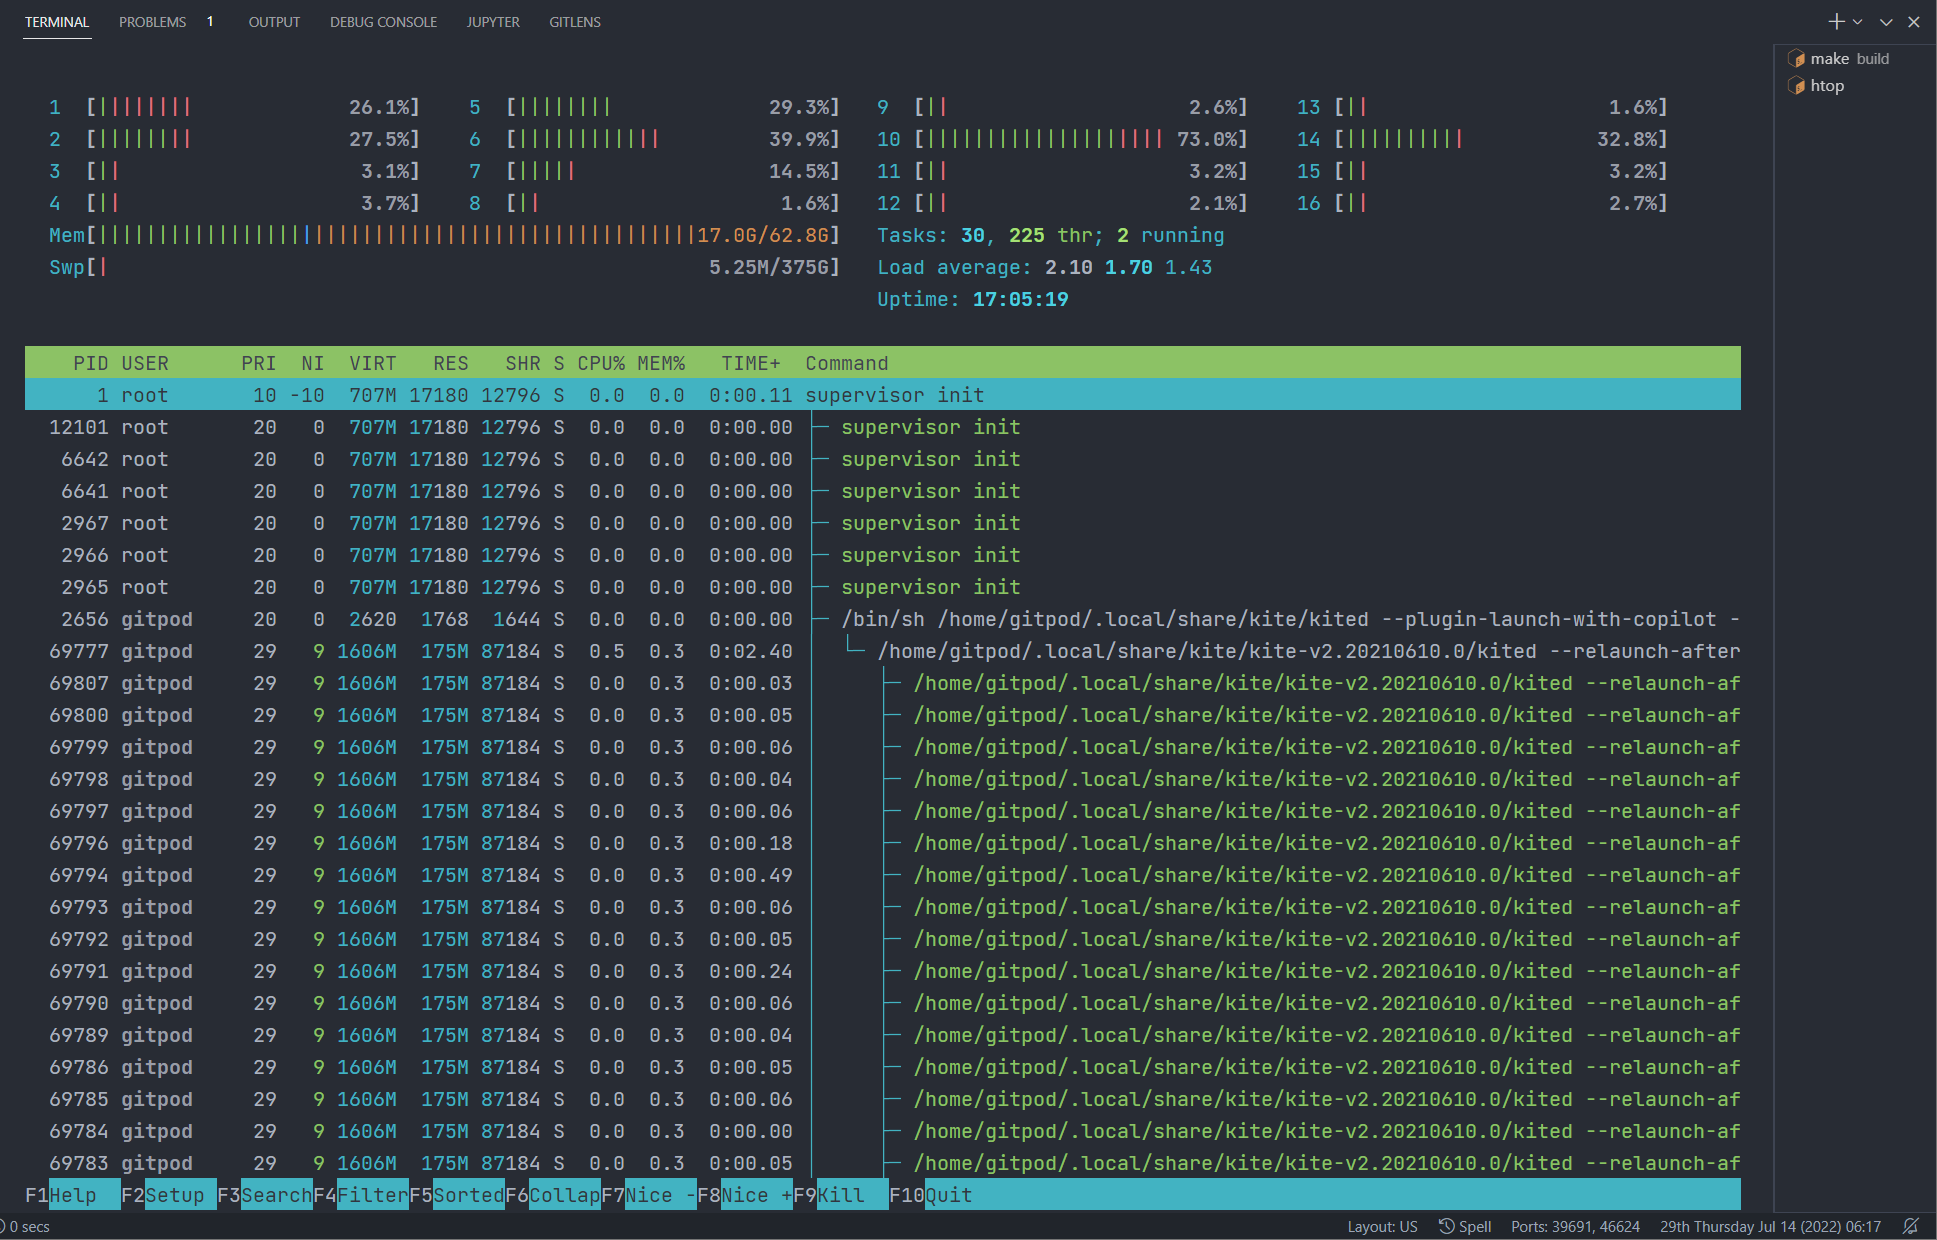 TERMINAL PROBLEMS 1 OUTPUT DEBUG CONSOLE JUPYTER GITLENS
make build
htop
1 [|||||||| 26.1%] 5 [|||||||| 29.3%] 9 [|| 2.6%] 13 [|| 1.6%]
2 [|||||||| 27.5%] 6 [|||||||||||| 39.9%] 10 [|||||||||||||||||||| 73.0%] 14 [||||||||||| 32.8%]
3 [|| 3.1%] 7 [||||| 14.5%] 11 [|| 3.2%] 15 [|| 3.2%]
4 [|| 3.7%] 8 [|| 1.6%] 12 [|| 2.1%] 16 [|| 2.7%]
Mem[||||||||||||||||||||||||||||||||||||||||||||||||||17.0G/62.8G] Tasks: 30, 225 thr; 2 running
Swp[| 5.25M/375G] Load average: 2.10 1.70 1.43
Uptime: 17:05:19
PID USER PRI NI VIRT RES SHR S CPU% MEM% TIME+ Command
1 root 10 -10 707M 17180 12796 S 0.0 0.0 0:00.11 supervisor init
12101 root 20 0 707M 17180 12796 S 0.0 0.0 0:00.00 ├─ supervisor init
6642 root 20 0 707M 17180 12796 S 0.0 0.0 0:00.00 ├─ supervisor init
6641 root 20 0 707M 17180 12796 S 0.0 0.0 0:00.00 ├─ supervisor init
2967 root 20 0 707M 17180 12796 S 0.0 0.0 0:00.00 ├─ supervisor init
2966 root 20 0 707M 17180 12796 S 0.0 0.0 0:00.00 ├─ supervisor init
2965 root 20 0 707M 17180 12796 S 0.0 0.0 0:00.00 ├─ supervisor init
2656 gitpod 20 0 2620 1768 1644 S 0.0 0.0 0:00.00 ├─ /bin/sh /home/gitpod/.local/share/kite/kited --plugin-launch-with-copilot -
69777 gitpod 29 9 1606M 175M 87184 S 0.5 0.3 0:02.40 │ └─ /home/gitpod/.local/share/kite/kite-v2.20210610.0/kited --relaunch-after
69807 gitpod 29 9 1606M 175M 87184 S 0.0 0.3 0:00.03 │ ├─ /home/gitpod/.local/share/kite/kite-v2.20210610.0/kited --relaunch-af
69800 gitpod 29 9 1606M 175M 87184 S 0.0 0.3 0:00.05 │ ├─ /home/gitpod/.local/share/kite/kite-v2.20210610.0/kited --relaunch-af
69799 gitpod 29 9 1606M 175M 87184 S 0.0 0.3 0:00.06 │ ├─ /home/gitpod/.local/share/kite/kite-v2.20210610.0/kited --relaunch-af
69798 gitpod 29 9 1606M 175M 87184 S 0.0 0.3 0:00.04 │ ├─ /home/gitpod/.local/share/kite/kite-v2.20210610.0/kited --relaunch-af
69797 gitpod 29 9 1606M 175M 87184 S 0.0 0.3 0:00.06 │ ├─ /home/gitpod/.local/share/kite/kite-v2.20210610.0/kited --relaunch-af
69796 gitpod 29 9 1606M 175M 87184 S 0.0 0.3 0:00.18 │ ├─ /home/gitpod/.local/share/kite/kite-v2.20210610.0/kited --relaunch-af
69794 gitpod 29 9 1606M 175M 87184 S 0.0 0.3 0:00.49 │ ├─ /home/gitpod/.local/share/kite/kite-v2.20210610.0/kited --relaunch-af
69793 gitpod 29 9 1606M 175M 87184 S 0.0 0.3 0:00.06 │ ├─ /home/gitpod/.local/share/kite/kite-v2.20210610.0/kited --relaunch-af
69792 gitpod 29 9 1606M 175M 87184 S 0.0 0.3 0:00.05 │ ├─ /home/gitpod/.local/share/kite/kite-v2.20210610.0/kited --relaunch-af
69791 gitpod 29 9 1606M 175M 87184 S 0.0 0.3 0:00.24 │ ├─ /home/gitpod/.local/share/kite/kite-v2.20210610.0/kited --relaunch-af
69790 gitpod 29 9 1606M 175M 87184 S 0.0 0.3 0:00.06 │ ├─ /home/gitpod/.local/share/kite/kite-v2.20210610.0/kited --relaunch-af
69789 gitpod 29 9 1606M 175M 87184 S 0.0 0.3 0:00.04 │ ├─ /home/gitpod/.local/share/kite/kite-v2.20210610.0/kited --relaunch-af
69786 gitpod 29 9 1606M 175M 87184 S 0.0 0.3 0:00.05 │ ├─ /home/gitpod/.local/share/kite/kite-v2.20210610.0/kited --relaunch-af
69785 gitpod 29 9 1606M 175M 87184 S 0.0 0.3 0:00.06 │ ├─ /home/gitpod/.local/share/kite/kite-v2.20210610.0/kited --relaunch-af
69784 gitpod 29 9 1606M 175M 87184 S 0.0 0.3 0:00.00 │ ├─ /home/gitpod/.local/share/kite/kite-v2.20210610.0/kited --relaunch-af
69783 gitpod 29 9 1606M 175M 87184 S 0.0 0.3 0:00.05 │ ├─ /home/gitpod/.local/share/kite/kite-v2.20210610.0/kited --relaunch-af
F1Help F2Setup F3SearchF4FilterF5SortedF6CollapF7Nice -F8Nice +F9Kill F10Quit
0 secs Layout: US Spell Ports: 39691, 46624 29th Thursday Jul 14 (2022) 06:17